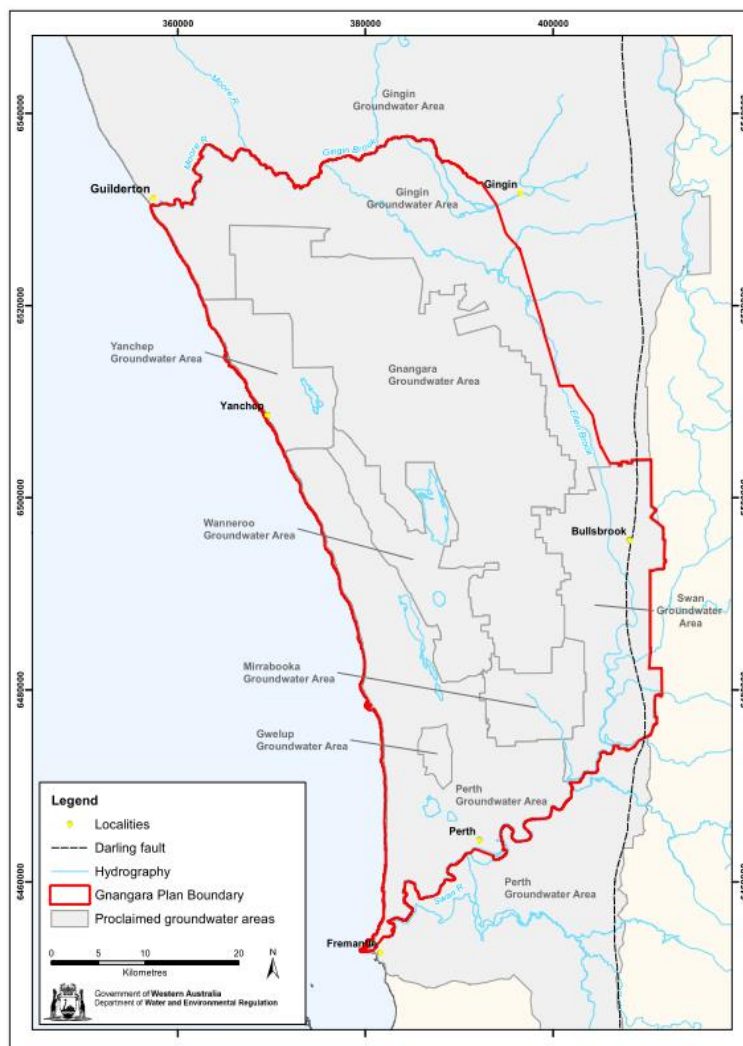 360000
380000
400000
6540000
6540000
Moore R
Gingin
Groundwater Area
Moore R
Gingin Brook
Guilderton
Gingin
Groundwater Area
Gingin
6520000
6520000
Yanchep
Groundwater Area
Gnangara
Groundwater Area
Yanchep
Ellen Brook
6500000
Wanneroo
Groundwater Area
Bullsbrook
Swan
Groundwater
Area
Mirrabooka
Groundwater Area
6480000
Gwelup
Groundwater Area
Perth
Groundwater Area
Perth
6460000
Perth
Groundwater Area
Swan R
Fremantle
Legend
Localities
Darling fault
Hydrography
Gnangara Plan Boundary
Proclaimed groundwater areas
0 5 10 20
Kilometres
N
Government of Western Australia
Department of Water and Environmental Regulation